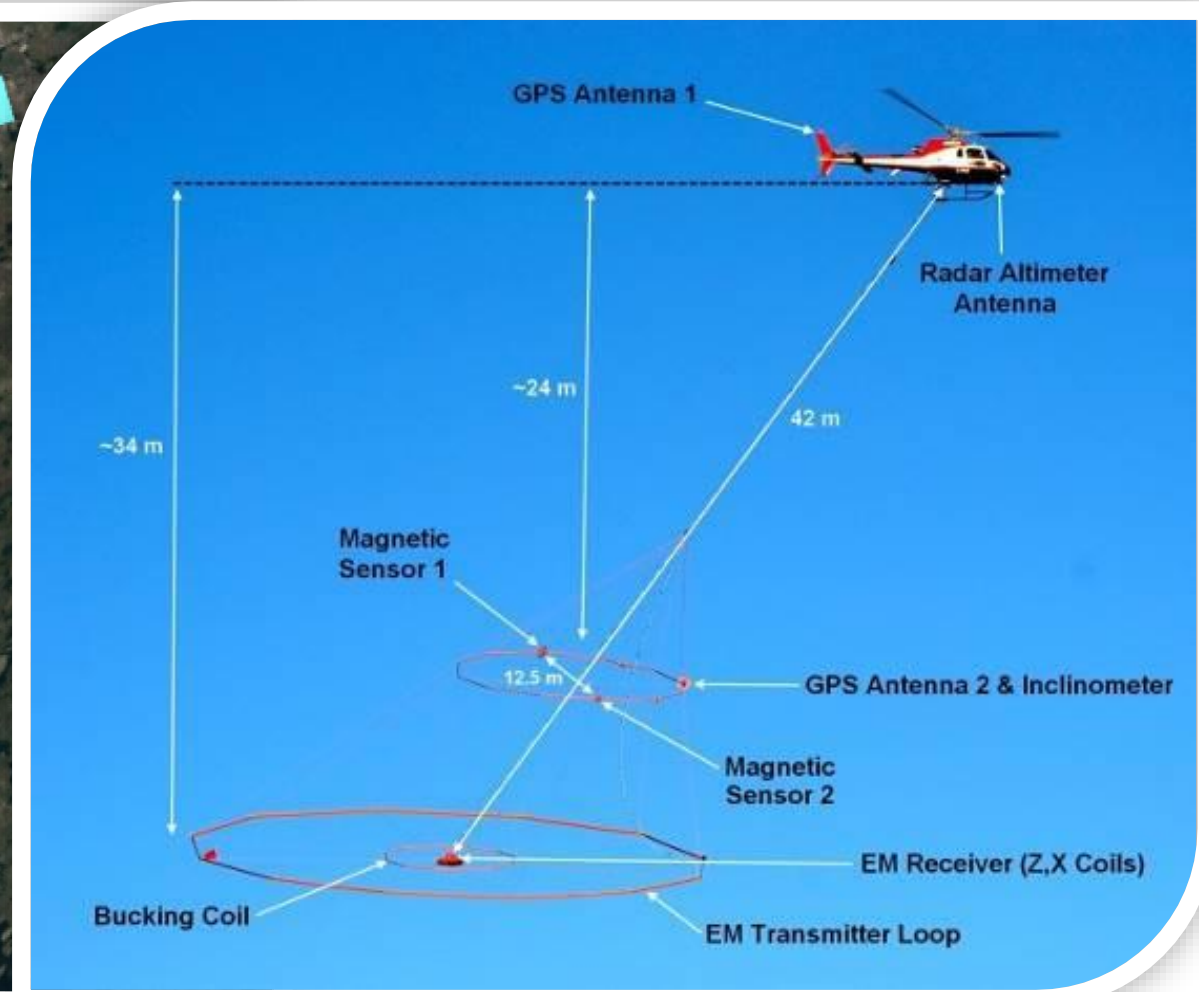 GPS Antenna 1
Radar Altimeter
Antenna
~24 m
42 m
~34 m
Magnetic
Sensor 1
12.5 m
GPS Antenna 2 & Inclinometer
Magnetic
Sensor 2
EM Receiver (Z,X Coils)
Bucking Coil
EM Transmitter Loop